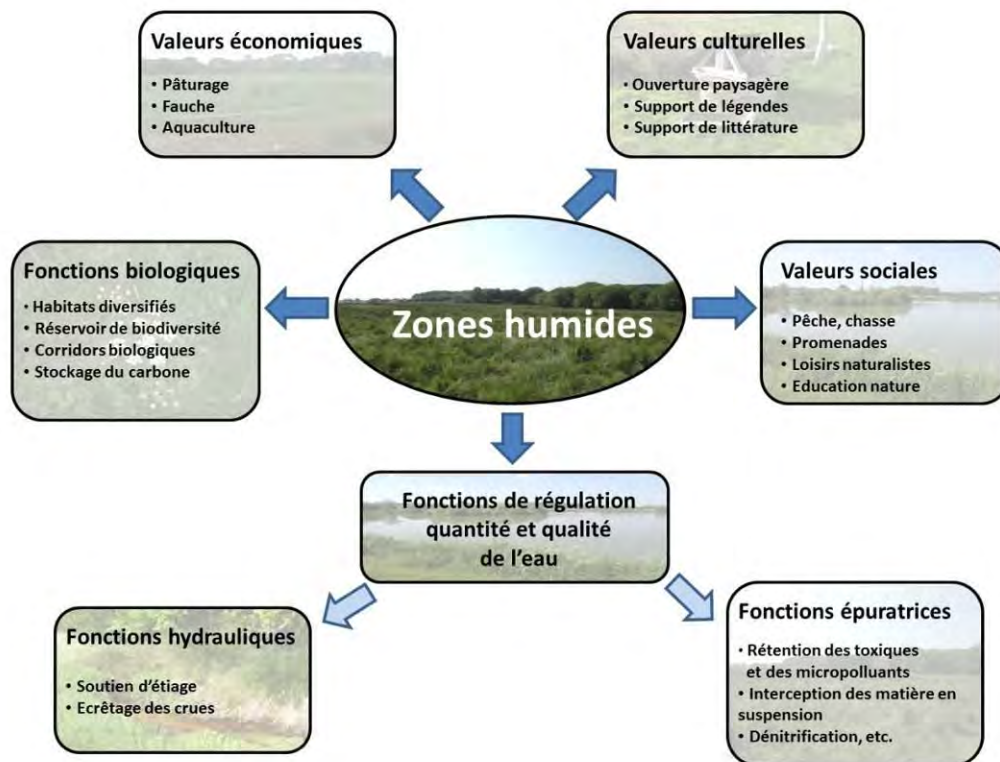 Valeurs économiques
• Pâturage
• Fauche
• Aquaculture
Valeurs culturelles
• Ouverture paysagère
• Support de légendes
• Support de littérature
Fonctions biologiques
• Habitats diversifiés
• Réservoir de biodiversité
• Corridors biologiques
• Stockage du carbone
Zones humides
Valeurs sociales
• Pêche, chasse
• Promenades
• Loisirs naturalistes
• Education nature
Fonctions de régulation
quantité et qualité
de l'eau
Fonctions hydrauliques
• Soutien d'étiage
• Ecrêtage des crues
Fonctions épuratrices
• Rétention des toxiques
et des micropolluants
• Interception des matière en
suspension
• Dénitrification, etc.